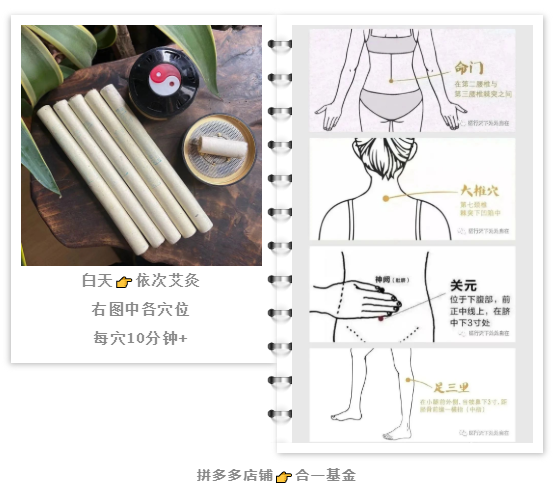 白天👉依次艾灸
右图中各穴位
每穴10分钟+
命门
在第二腰椎与
第三腰椎棘突之间
大椎穴
第七颈椎
棘突下凹陷中
神阙（肚脐）
关元
位于下腹部，前
正中线上，在脐
中下3寸处
足三里
拼多多店铺👉合一基金